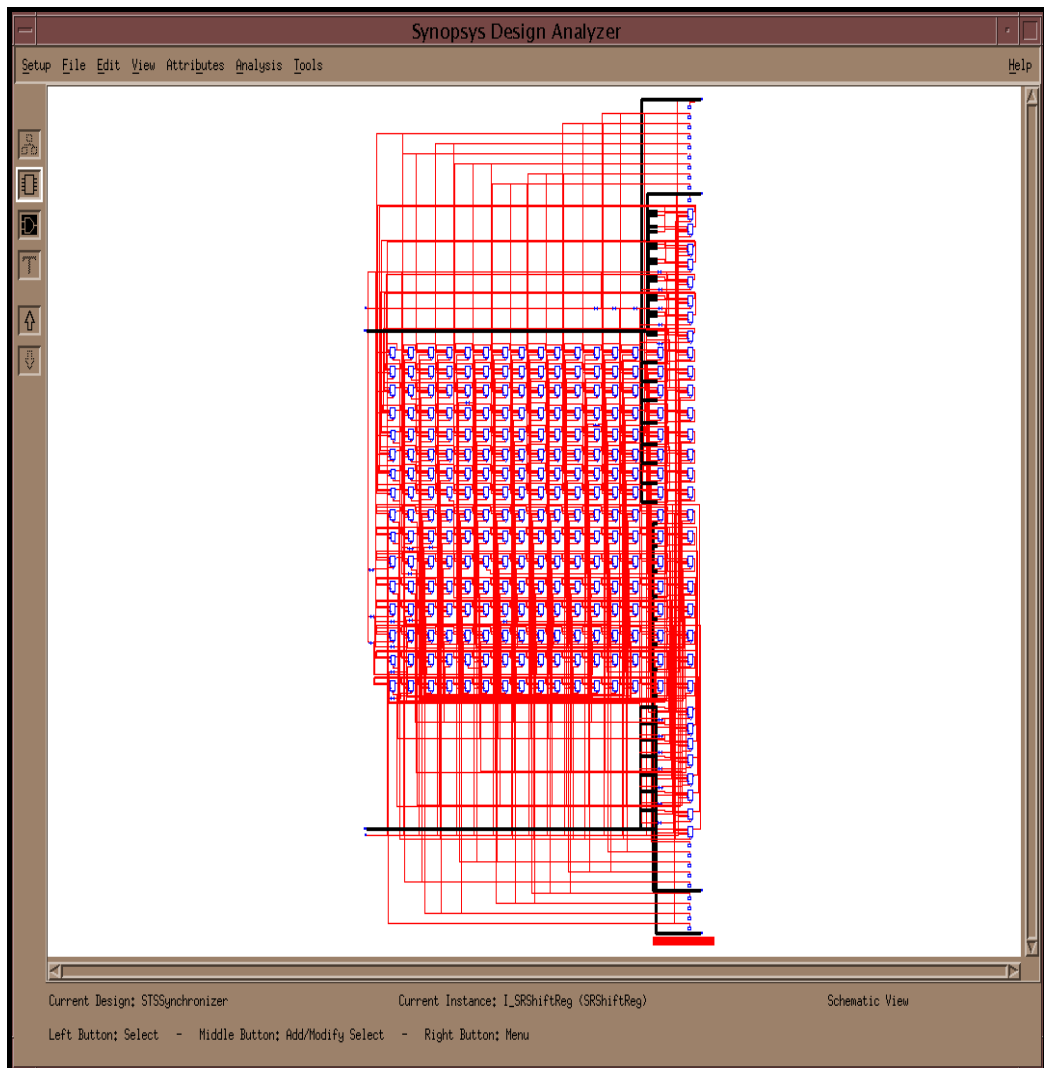 Synopsys Design Analyzer
Setup File Edit View Attributes Analysis Tools Help
Current Design: STSSynchronizer Current Instance: I_SRShiftReg (SRShiftReg) Schematic View
Left Button: Select - Middle Button: Add/Modify Select - Right Button: Menu